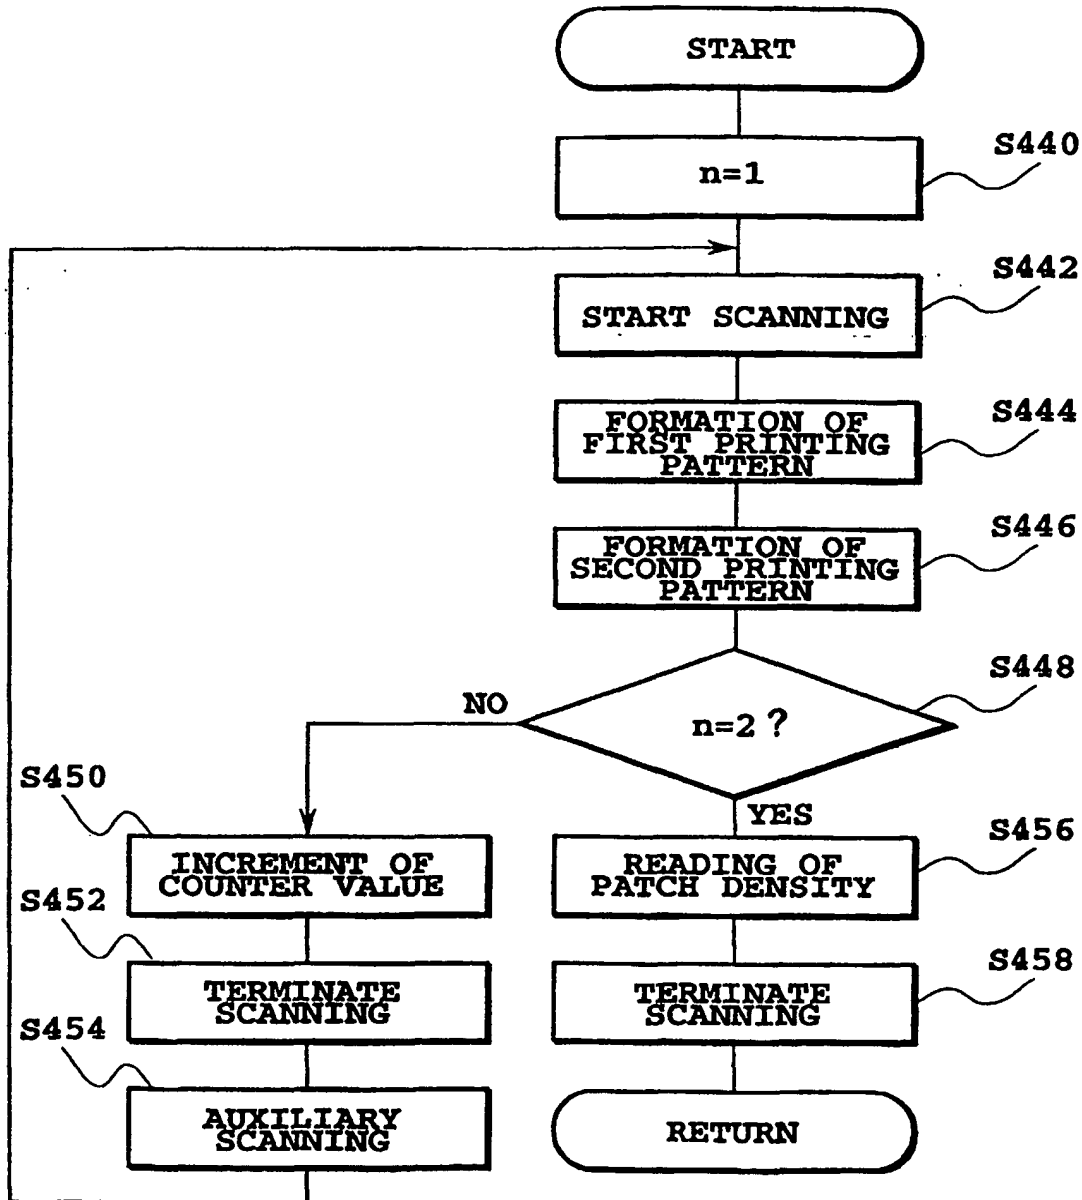 START
n=1
S440
START SCANNING
S442
FORMATION OF
FIRST PRINTING
PATTERN
S444
FORMATION OF
SECOND PRINTING
PATTERN
S446
n=2?
S448
NO
YES
S450
INCREMENT OF
COUNTER VALUE
S452
TERMINATE
SCANNING
S454
AUXILIARY
SCANNING
READING OF
PATCH DENSITY
S456
TERMINATE
SCANNING
S458
RETURN